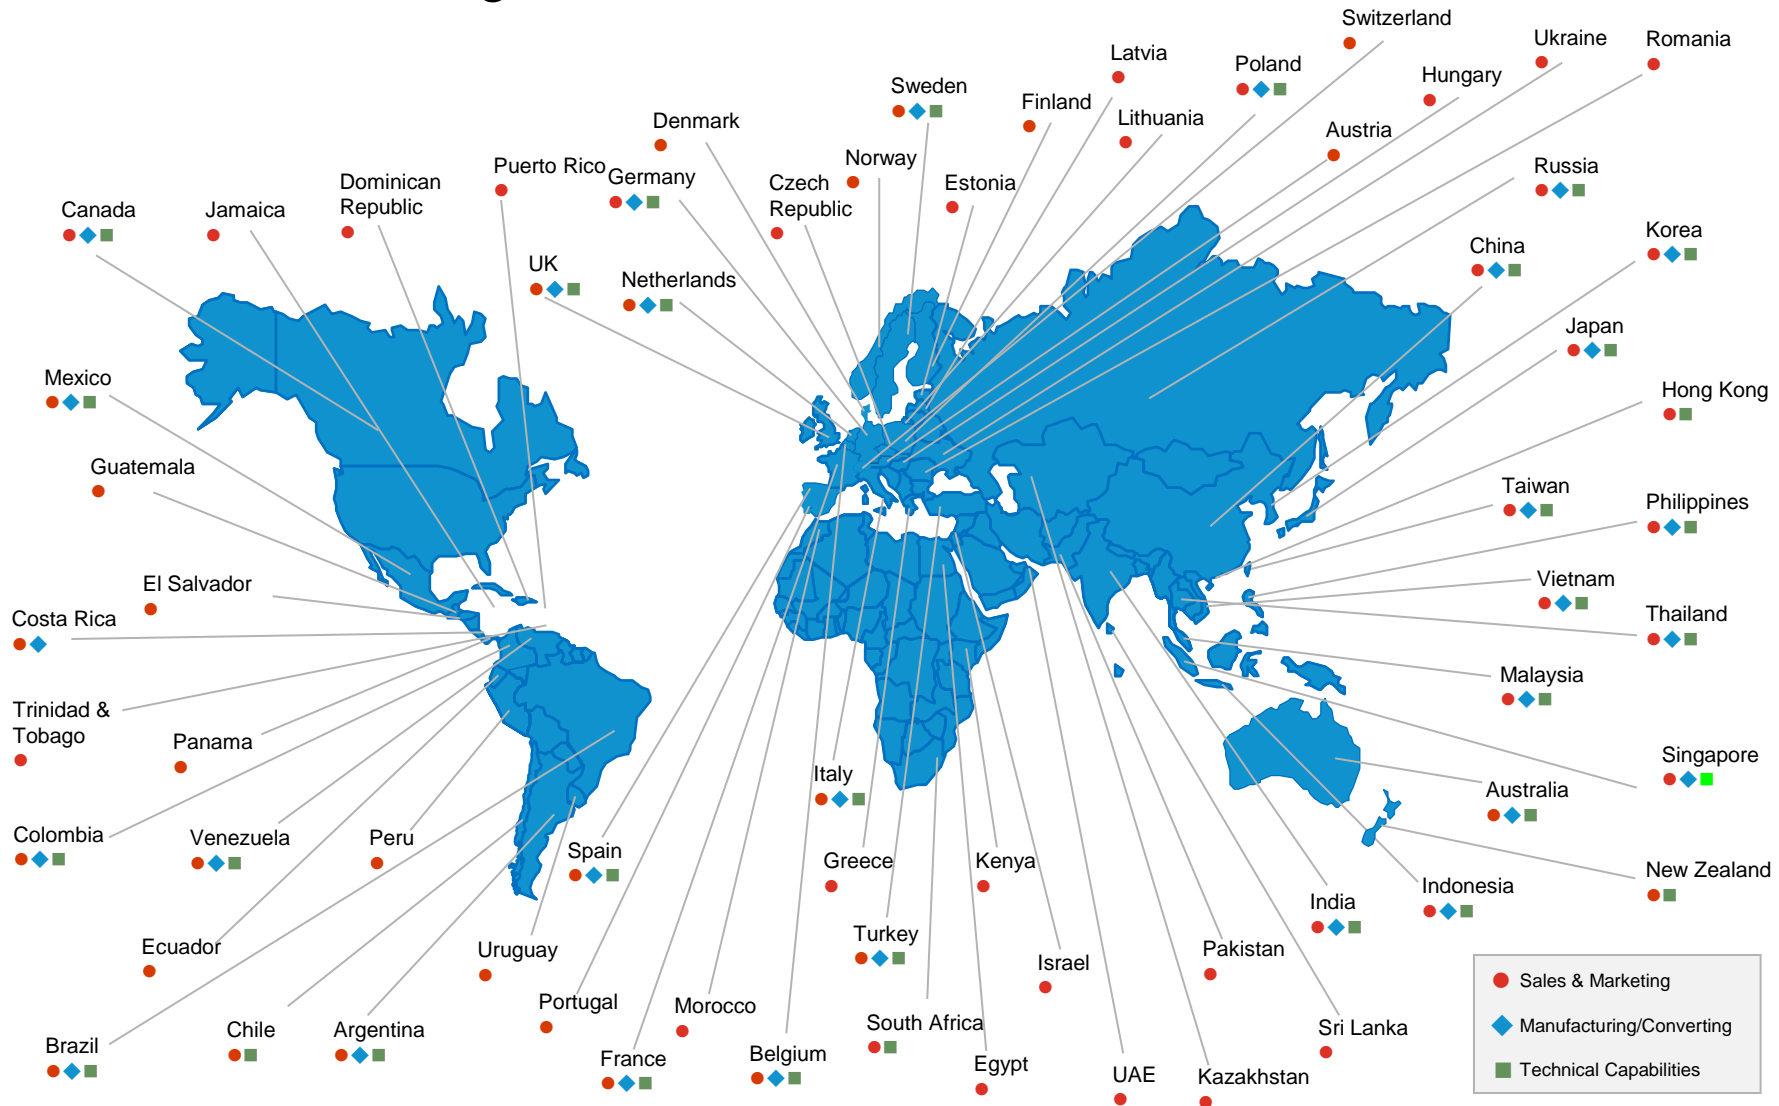 Switzerland
Ukraine
Romania
Latvia
Poland
Hungary
Sweden
Finland
Lithuania
Austria
Denmark
Norway
Puerto Rico
Germany
Czech
Republic
Estonia
Russia
Dominican
Republic
Canada
Jamaica
Korea
China
UK
Netherlands
Japan
Mexico
Hong Kong
Guatemala
Taiwan
Philippines
El Salvador
Vietnam
Costa Rica
Thailand
Malaysia
Trinidad &
Tobago
Panama
Singapore
Italy
Australia
Colombia
Venezuela
Peru
Spain
Greece
Kenya
New Zealand
Indonesia
India
Ecuador
Uruguay
Turkey
Israel
Pakistan
Portugal
Morocco
South Africa
Sri Lanka
Brazil
Chile
Argentina
France
Belgium
Egypt
UAE
Kazakhstan
Sales & Marketing
Manufacturing/Converting
Technical Capabilities